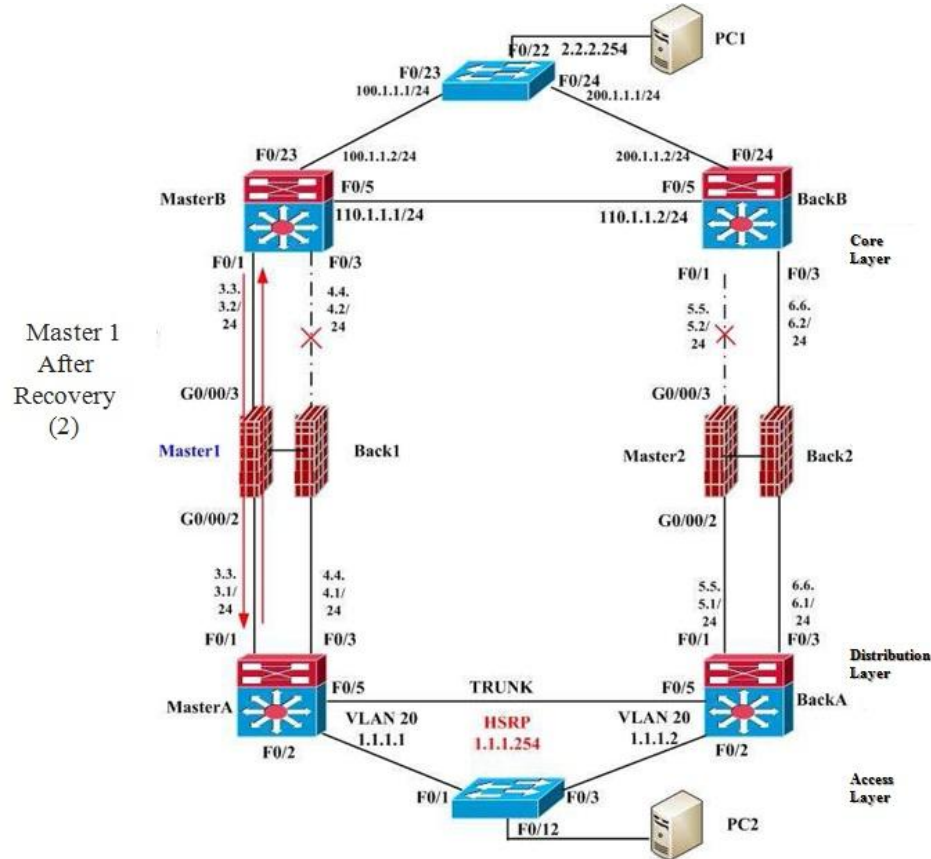 F0/22
2.2.2.254
PC1
F0/23
100.1.1.1/24
F0/24
200.1.1.1/24
F0/23
100.1.1.2/24
200.1.1.2/24
F0/24
MasterB
F0/5
110.1.1.1/24
F0/5
110.1.1.2/24
BackB
Core
Layer
F0/1
F0/3
F0/1
F0/3
3.3.
3.2/
24
4.4.
4.2/
24
5.5.
5.2/
24
6.6.
6.2/
24
Master 1
After
Recovery
(2)
G0/00/3
G0/00/3
Master1
Back1
Master2
Back2
G0/00/2
G0/00/2
3.3.
3.1/
24
4.4.
4.1/
24
5.5.
5.1/
24
6.6.
6.1/
24
F0/1
F0/3
F0/1
F0/3
Distribution
Layer
MasterA
F0/5
TRUNK
F0/5
BackA
VLAN 20
1.1.1.1
HSRP
1.1.1.254
VLAN 20
1.1.1.2
F0/2
F0/2
F0/1
F0/3
Access
Layer
F0/12
PC2